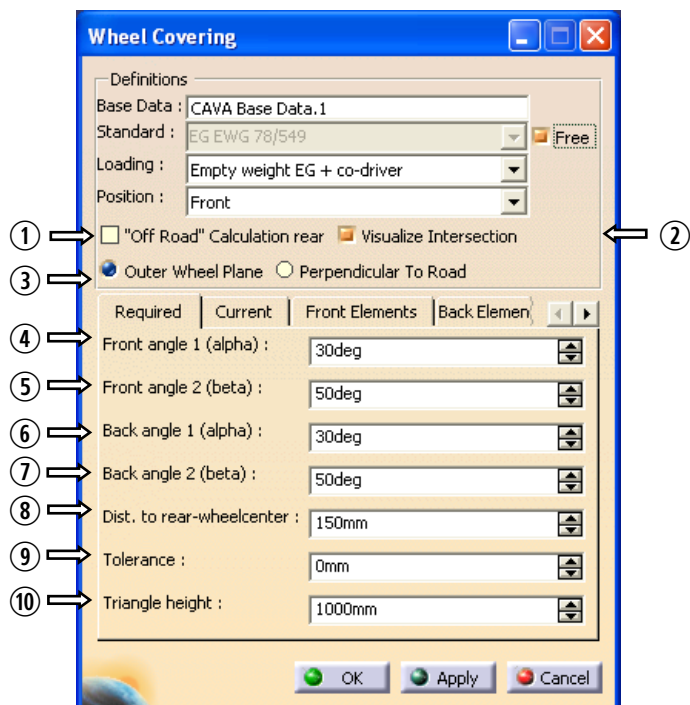 Wheel Covering
Definitions
Base Data : CAVA Base Data.1
Standard : EG EWG 78/549 Free
Loading : Empty weight EG + co-driver
Position : Front
① "Off Road" Calculation rear Visualize Intersection ②
③ Outer Wheel Plane Perpendicular To Road
Required Current Front Elements Back Elemen
④ Front angle 1 (alpha) : 30deg
⑤ Front angle 2 (beta) : 50deg
⑥ Back angle 1 (alpha) : 30deg
⑦ Back angle 2 (beta) : 50deg
⑧ Dist. to rear-wheelcenter : 150mm
⑨ Tolerance : 0mm
⑩ Triangle height : 1000mm
OK Apply Cancel